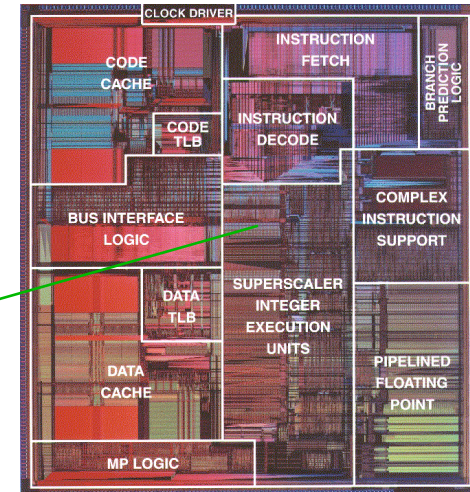 CLOCK DRIVER
CODE
CACHE
CODE
TLB
INSTRUCTION
FETCH
BRANCH
PREDICTION
LOGIC
INSTRUCTION
DECODE
BUS INTERFACE
LOGIC
COMPLEX
INSTRUCTION
SUPPORT
DATA
TLB
SUPERSCALER
INTEGER
EXECUTION
UNITS
DATA
CACHE
PIPELINED
FLOATING
POINT
MP LOGIC